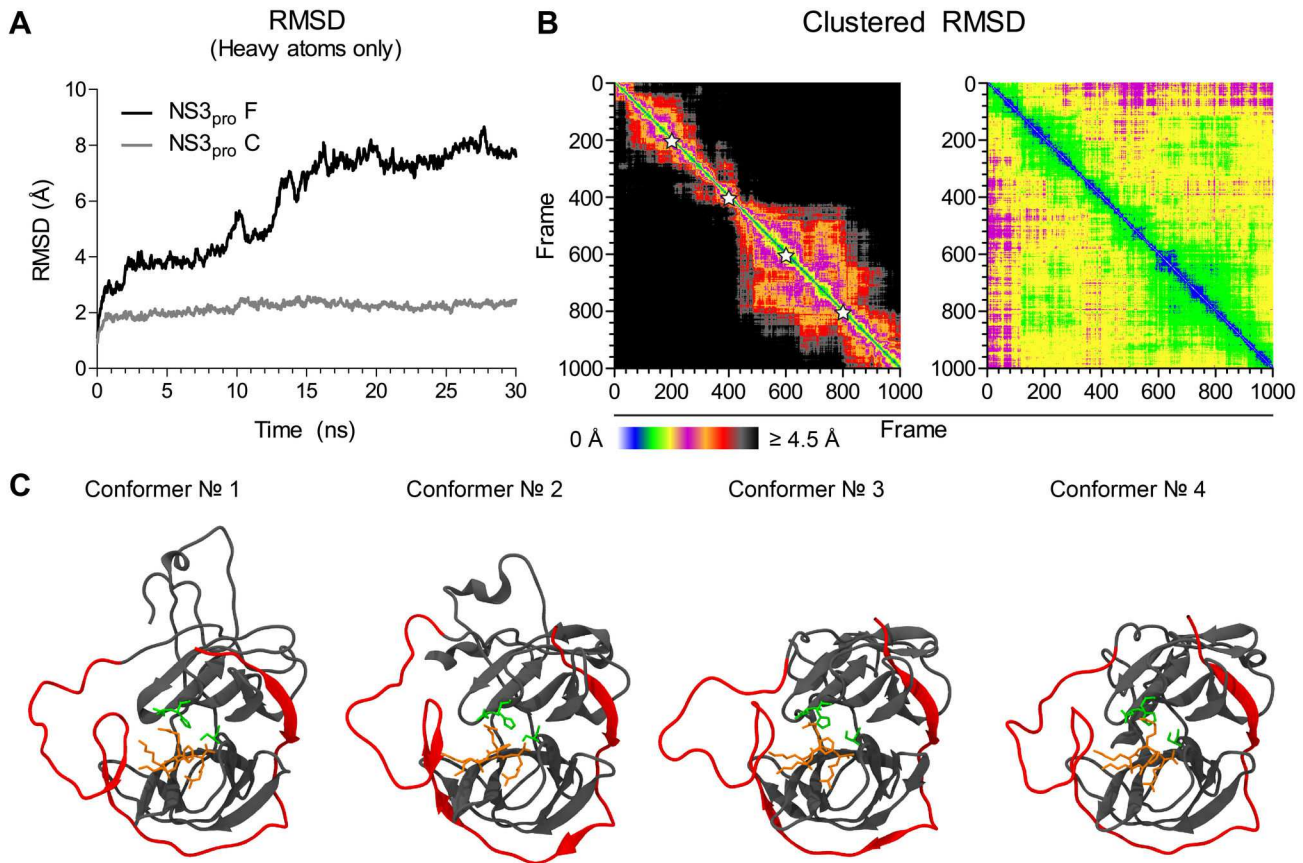 A
RMSD
(Heavy atoms only)
10
8
6
4
2
0
RMSD (Å)
NS3pro F
NS3pro C
0 5 10 15 20 25 30
Time (ns)
B
Clustered RMSD
0
200
400
600
800
1000
Frame
0 200 400 600 800 1000
0
200
400
600
800
1000
0 200 400 600 800 1000
Frame
0 Å ≥ 4.5 Å
C
Conformer № 1
Conformer № 2
Conformer № 3
Conformer № 4